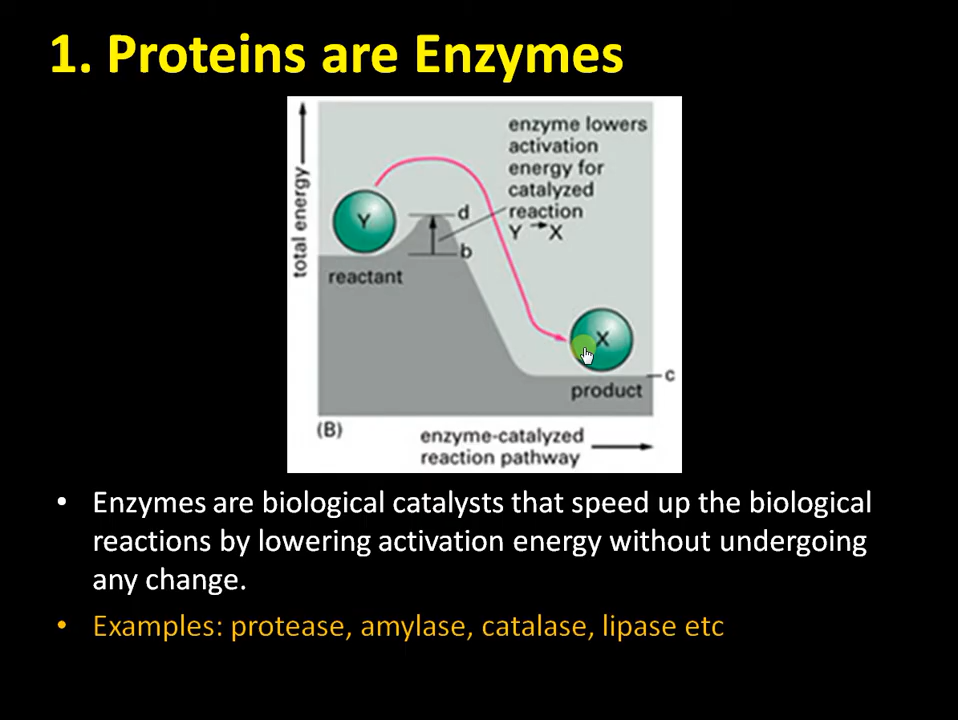 1. Proteins are Enzymes
total energy
enzyme lowers
activation
energy for
catalyzed
reaction
Y → X
Y
d
b
reactant
X
c
product
(B)
enzyme-catalyzed
reaction pathway
• Enzymes are biological catalysts that speed up the biological
reactions by lowering activation energy without undergoing
any change.
• Examples: protease, amylase, catalase, lipase etc